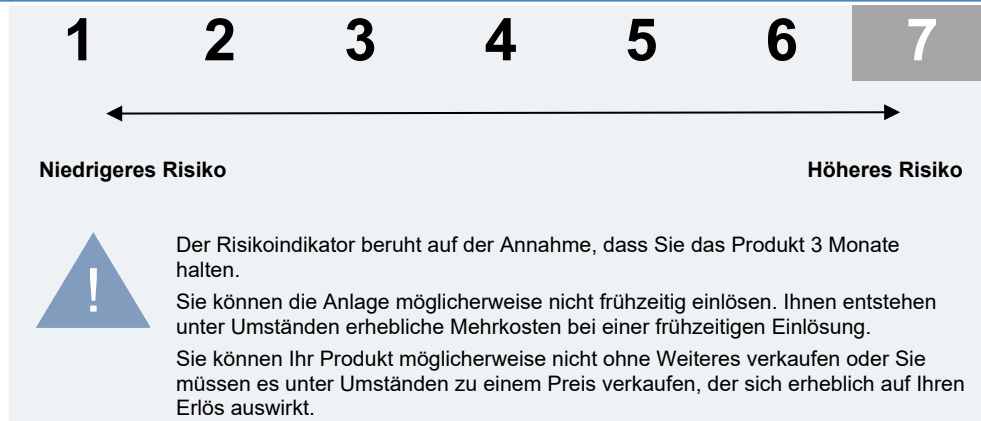 1 2 3 4 5 6 7
Niedrigeres Risiko Höheres Risiko
!
Der Risikoindikator beruht auf der Annahme, dass Sie das Produkt 3 Monate
halten.
Sie können die Anlage möglicherweise nicht frühzeitig einlösen. Ihnen entstehen
unter Umständen erhebliche Mehrkosten bei einer frühzeitigen Einlösung.
Sie können Ihr Produkt möglicherweise nicht ohne Weiteres verkaufen oder Sie
müssen es unter Umständen zu einem Preis verkaufen, der sich erheblich auf Ihren
Erlös auswirkt.